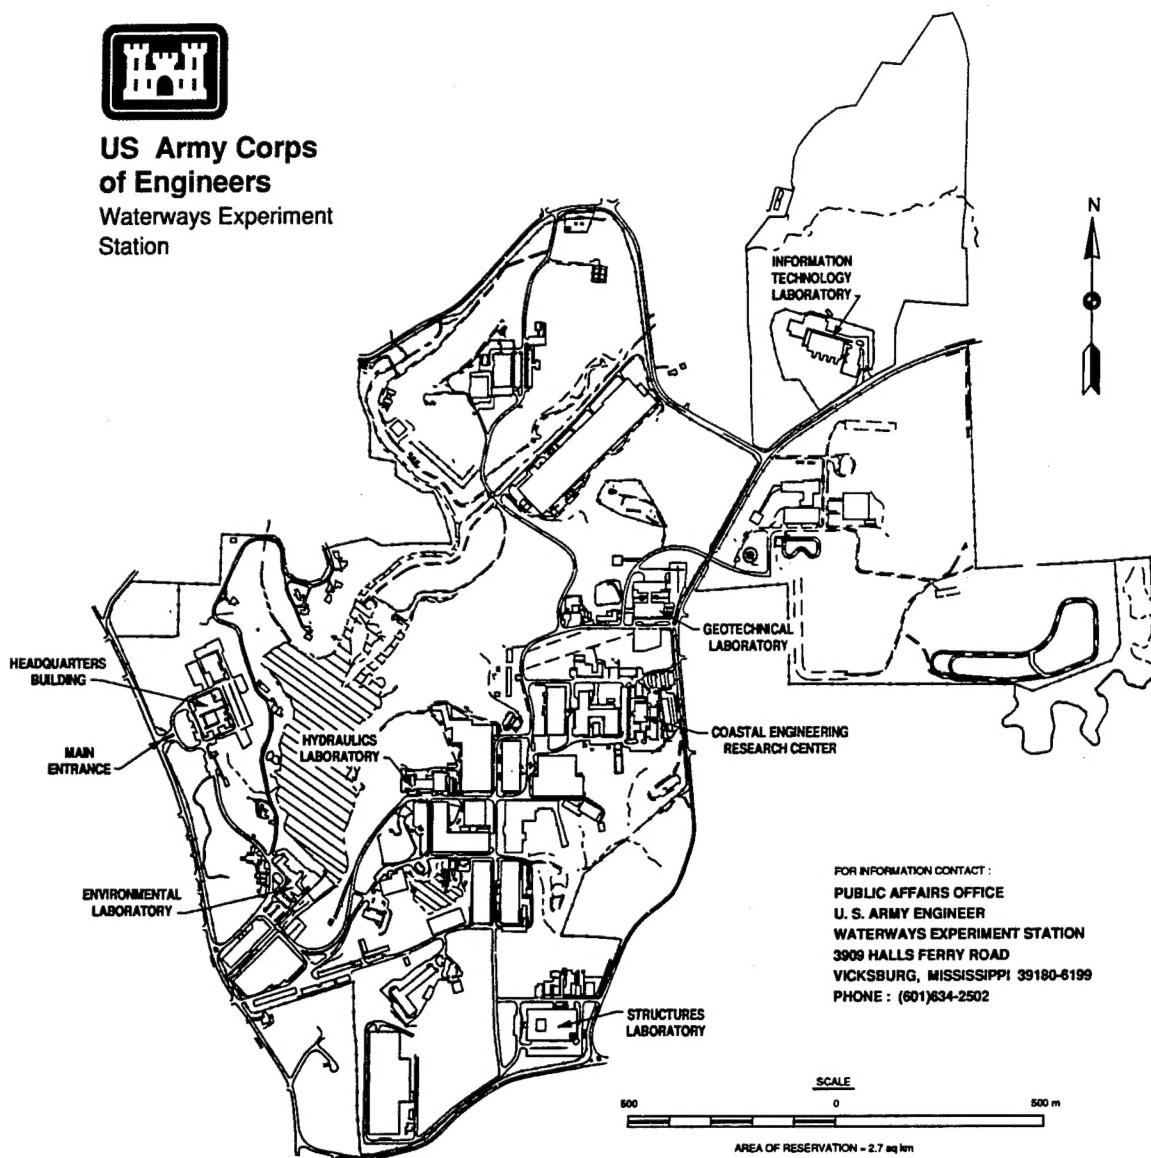 US Army Corps
of Engineers
Waterways Experiment
Station
N
INFORMATION
TECHNOLOGY
LABORATORY
GEOTECHNICAL
LABORATORY
HEADQUARTERS
BUILDING
MAIN
ENTRANCE
HYDRAULICS
LABORATORY
COASTAL ENGINEERING
RESEARCH CENTER
ENVIRONMENTAL
LABORATORY
FOR INFORMATION CONTACT :
PUBLIC AFFAIRS OFFICE
U. S. ARMY ENGINEER
WATERWAYS EXPERIMENT STATION
3909 HALLS FERRY ROAD
VICKSBURG, MISSISSIPPI 39180-6199
PHONE : (601)634-2502
STRUCTURES
LABORATORY
SCALE
500 0 500 m
AREA OF RESERVATION = 2.7 sq km